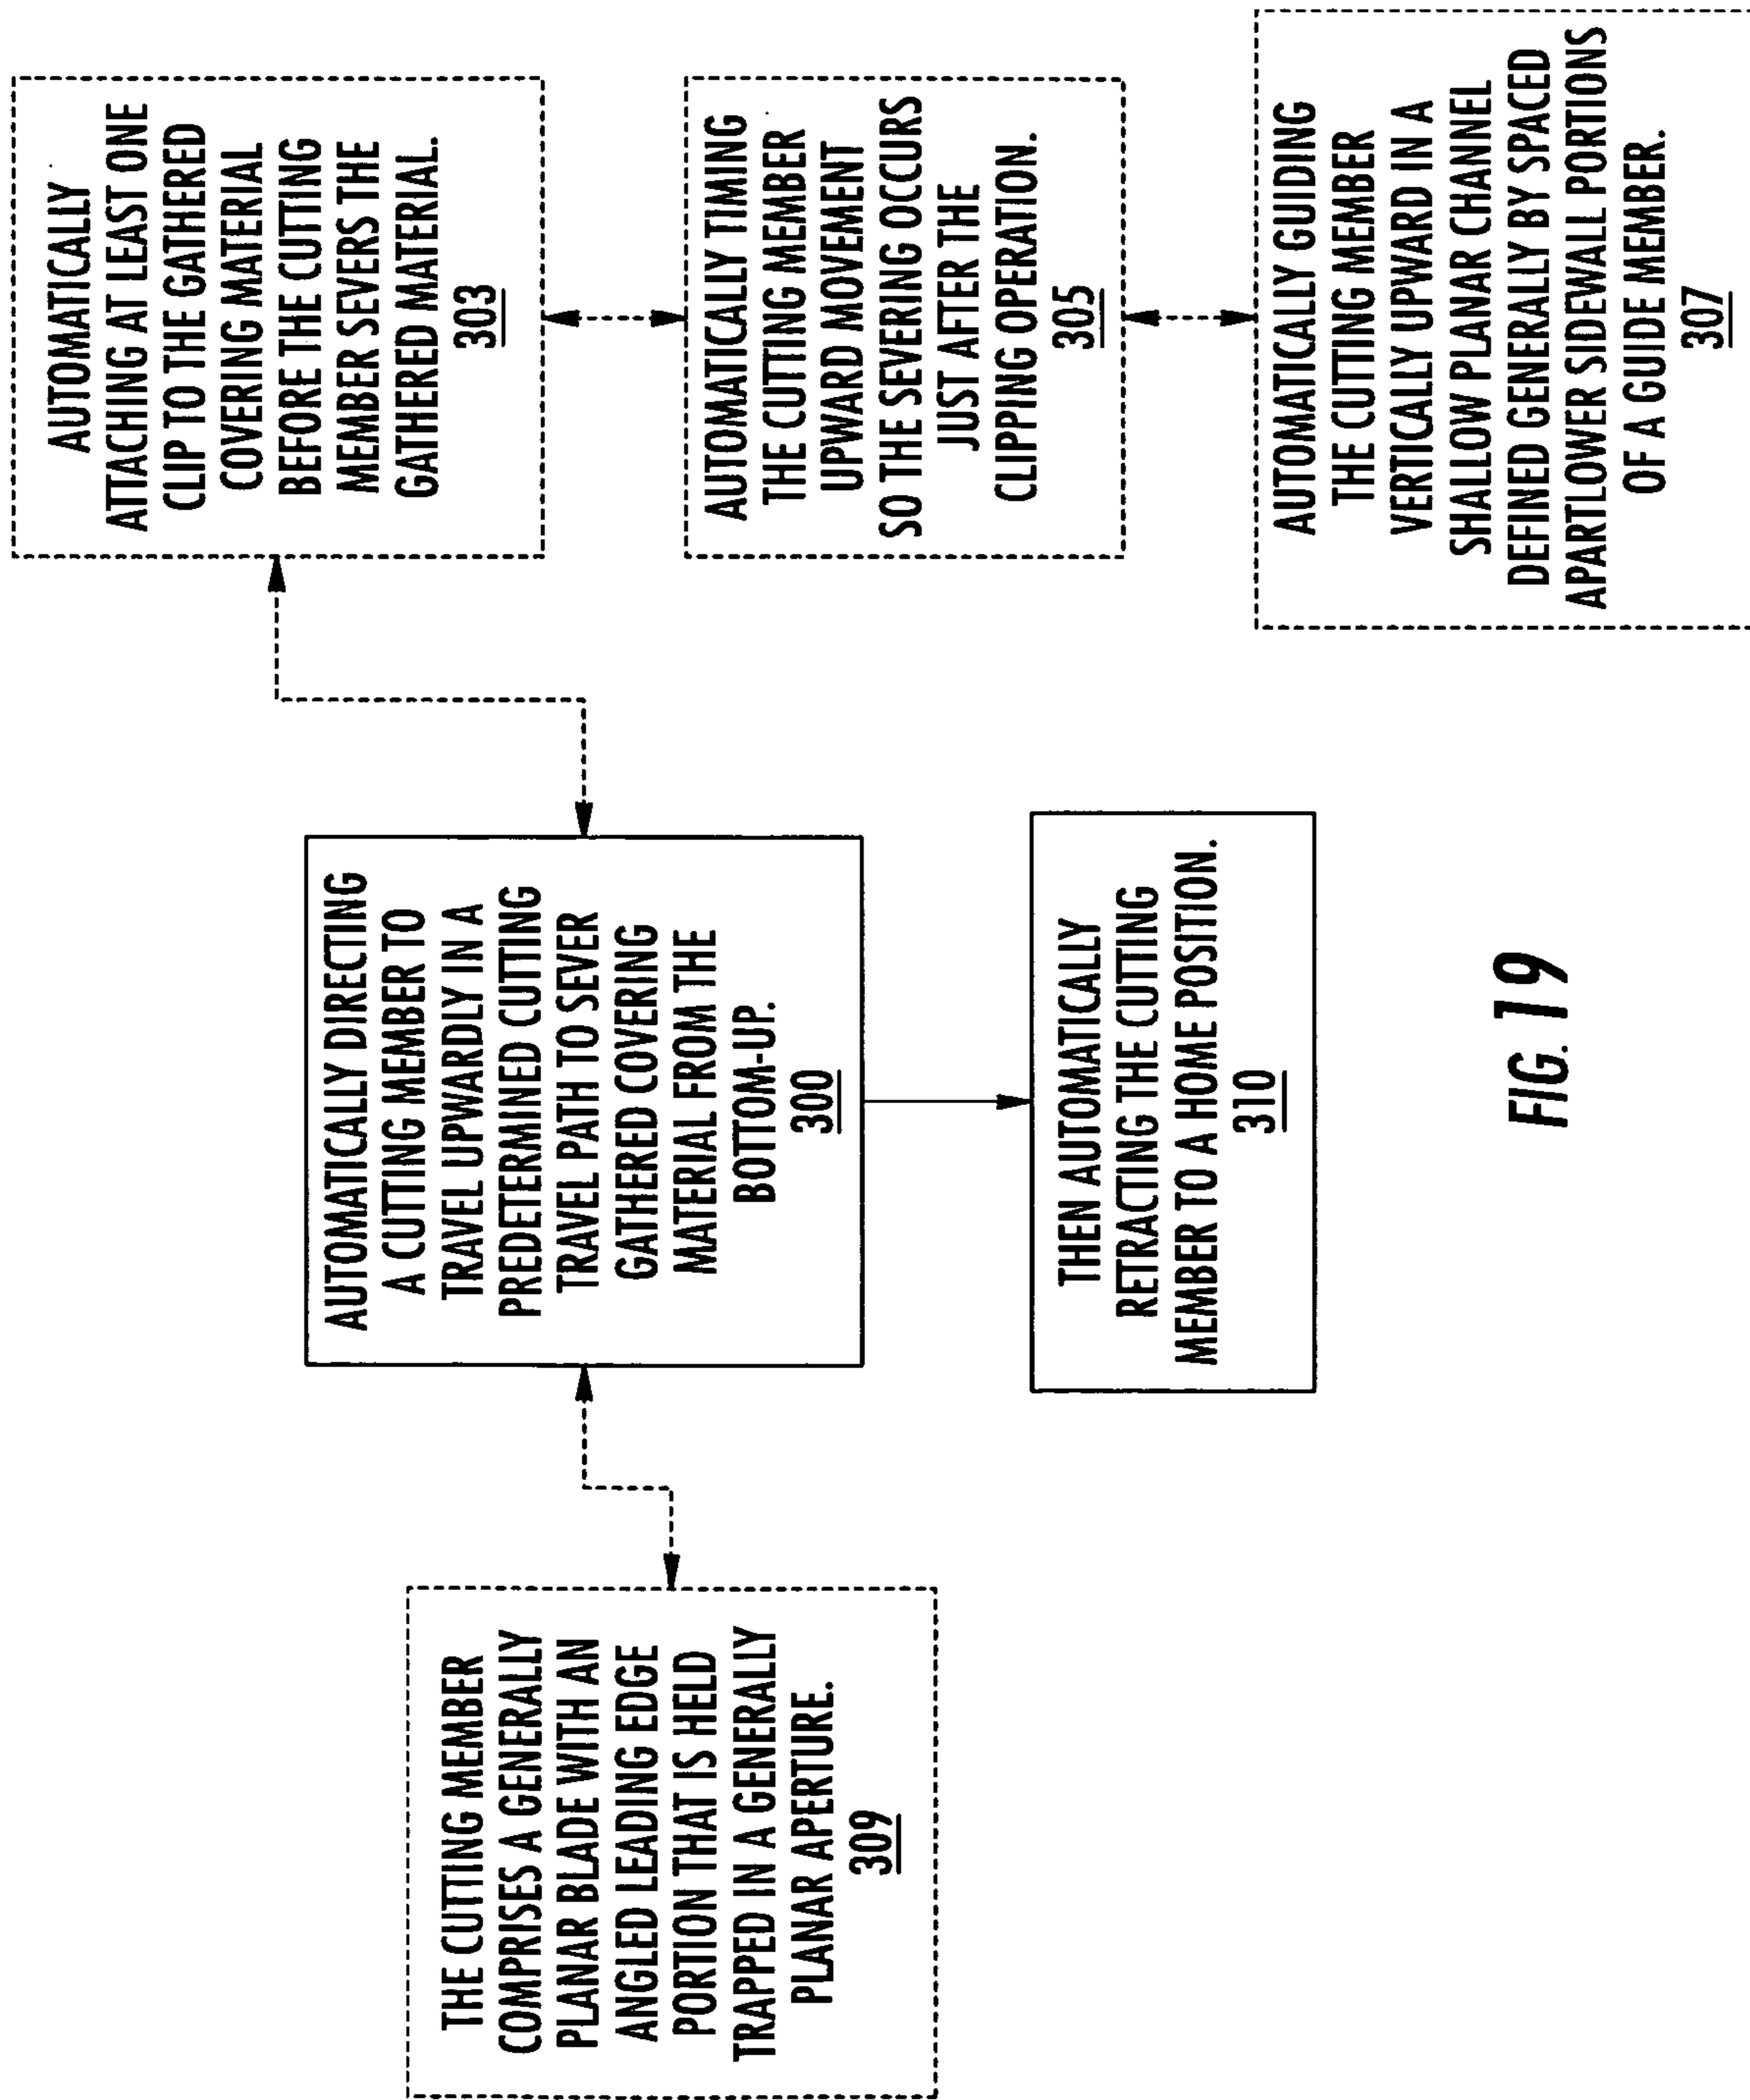 THE CUTTING MEMBER
COMPRISES A GENERALLY
PLANAR BLADE WITH AN
ANGLED LEADING EDGE
PORTION THAT IS HELD
TRAPPED IN A GENERALLY
PLANAR APERTURE.
309
AUTOMATICALLY DIRECTING
A CUTTING MEMBER TO
TRAVEL UPWARDLY IN A
PREDETERMINED CUTTING
TRAVEL PATH TO SEVER
GATHERED COVERING
MATERIAL FROM THE
BOTTOM-UP.
300
THEN AUTOMATICALLY
RETRACTING THE CUTTING
MEMBER TO A HOME POSITION.
310
AUTOMATICALLY
ATTACHING AT LEAST ONE
CLIP TO THE GATHERED
COVERING MATERIAL
BEFORE THE CUTTING
MEMBER SEVERS THE
GATHERED MATERIAL.
303
AUTOMATICALLY TIMING
THE CUTTING MEMBER
UPWARD MOVEMENT
SO THE SEVERING OCCURS
JUST AFTER THE
CLIPPING OPERATION.
305
AUTOMATICALLY GUIDING
THE CUTTING MEMBER
VERTICALLY UPWARD IN A
SHALLOW PLANAR CHANNEL
DEFINED GENERALLY BY SPACED
APARTLOWER SIDEWALL PORTIONS
OF A GUIDE MEMBER.
307
FIG. 19